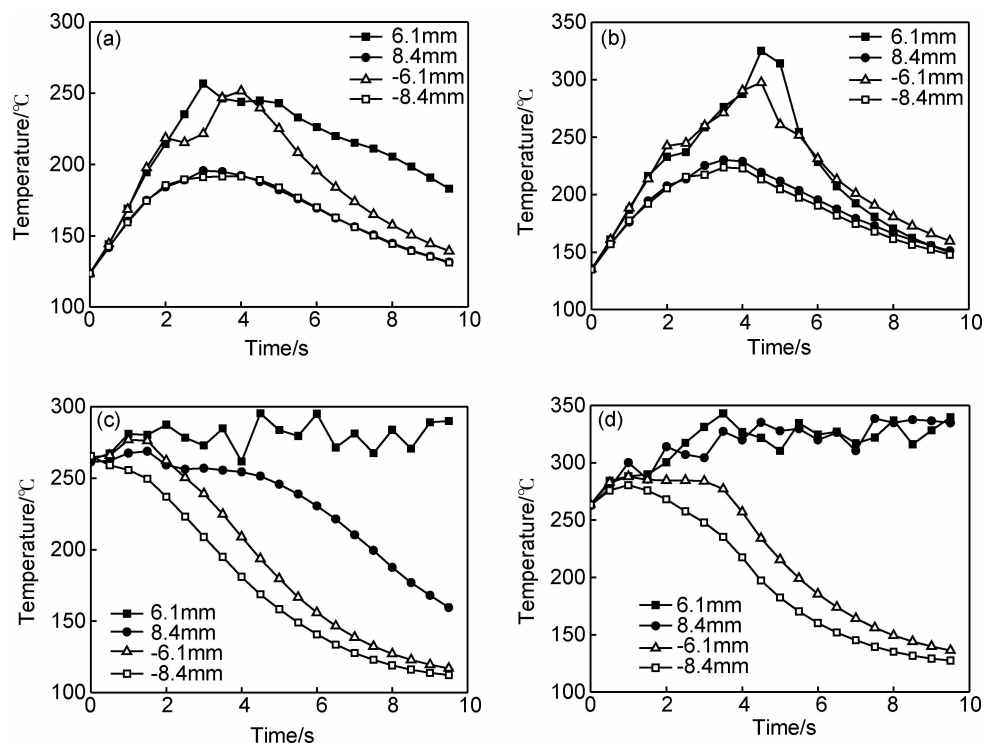 (a)
6.1mm
8.4mm
-6.1mm
-8.4mm
300
250
200
150
100
Temperature/℃
0 2 4 6 8 10
Time/s
(b)
6.1mm
8.4mm
-6.1mm
-8.4mm
350
300
250
200
150
100
Temperature/℃
0 2 4 6 8 10
Time/s
(c)
6.1mm
8.4mm
-6.1mm
-8.4mm
300
250
200
150
100
Temperature/℃
0 2 4 6 8 10
Time/s
(d)
6.1mm
8.4mm
-6.1mm
-8.4mm
350
300
250
200
150
100
Temperature/℃
0 2 4 6 8 10
Time/s